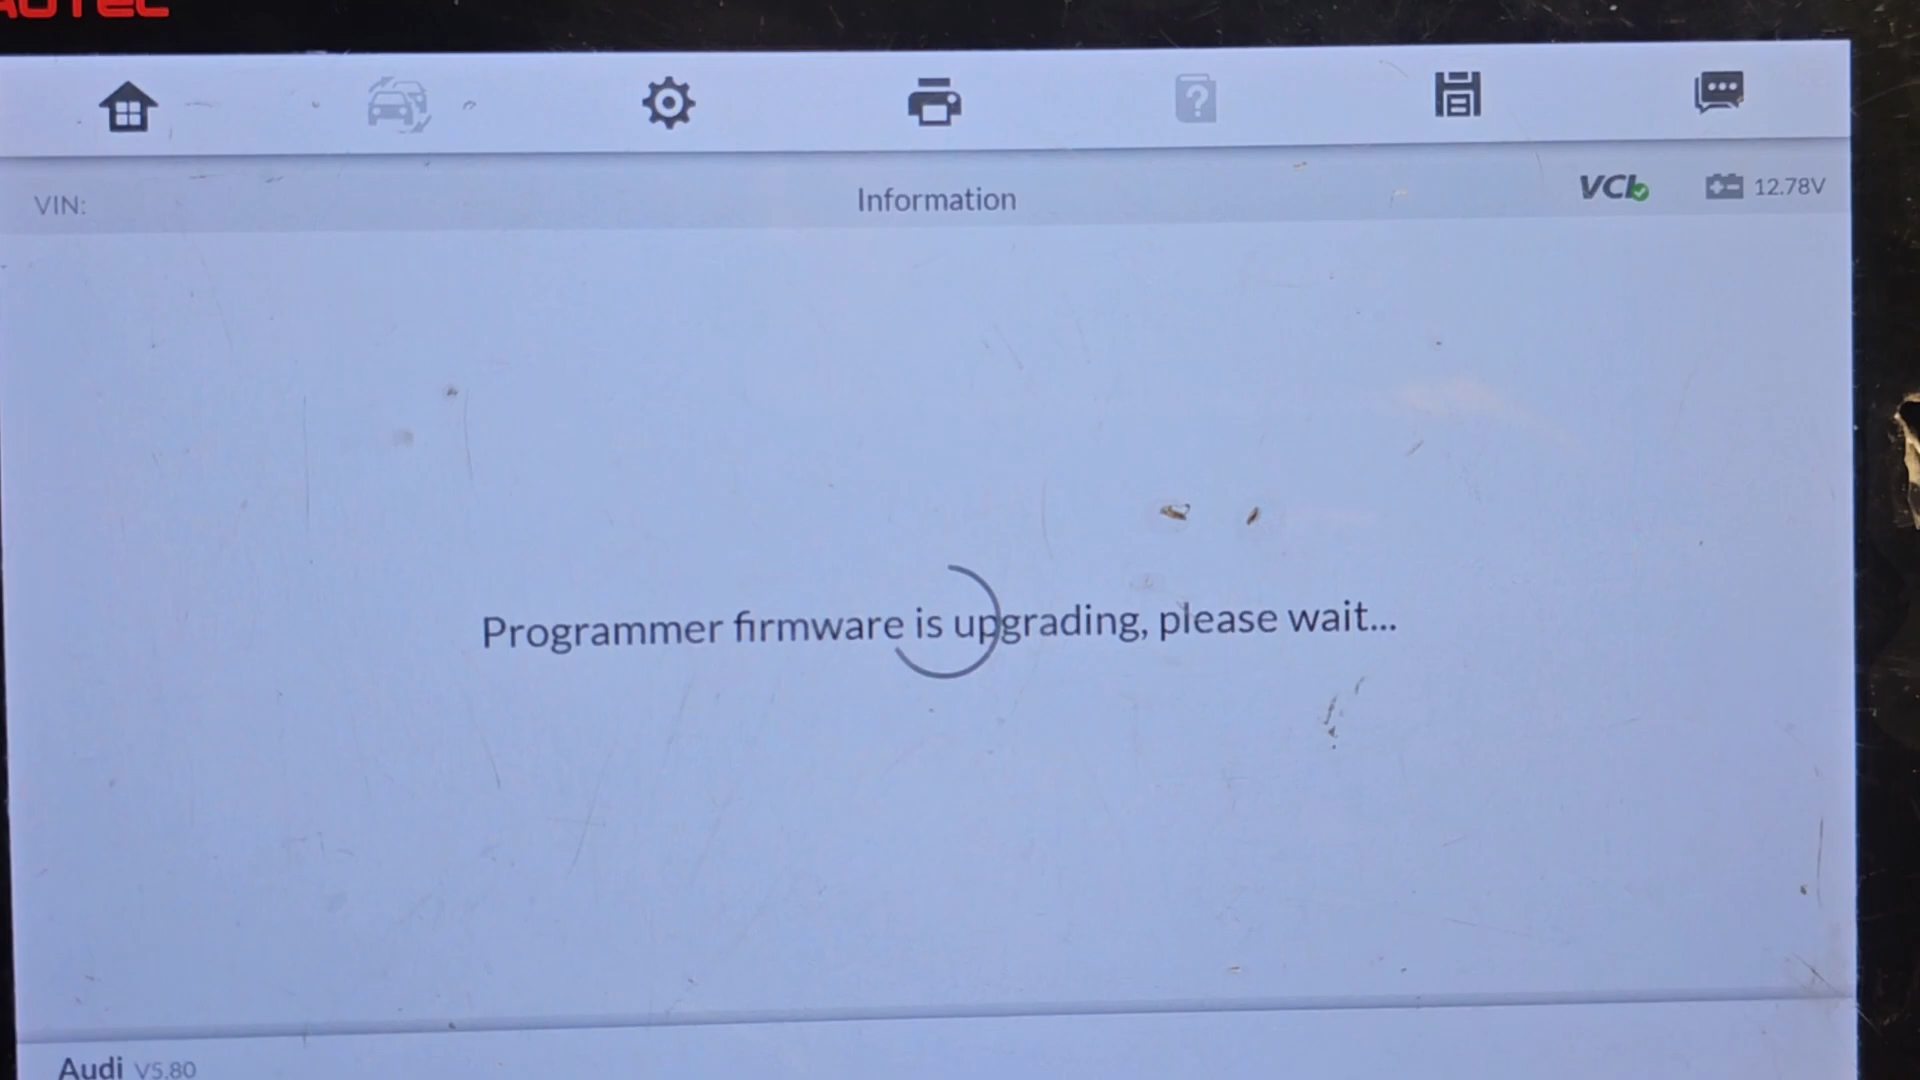 VIN:
Information
VCI
12.78V
Programmer firmware is upgrading, please wait...
Audi V5.80